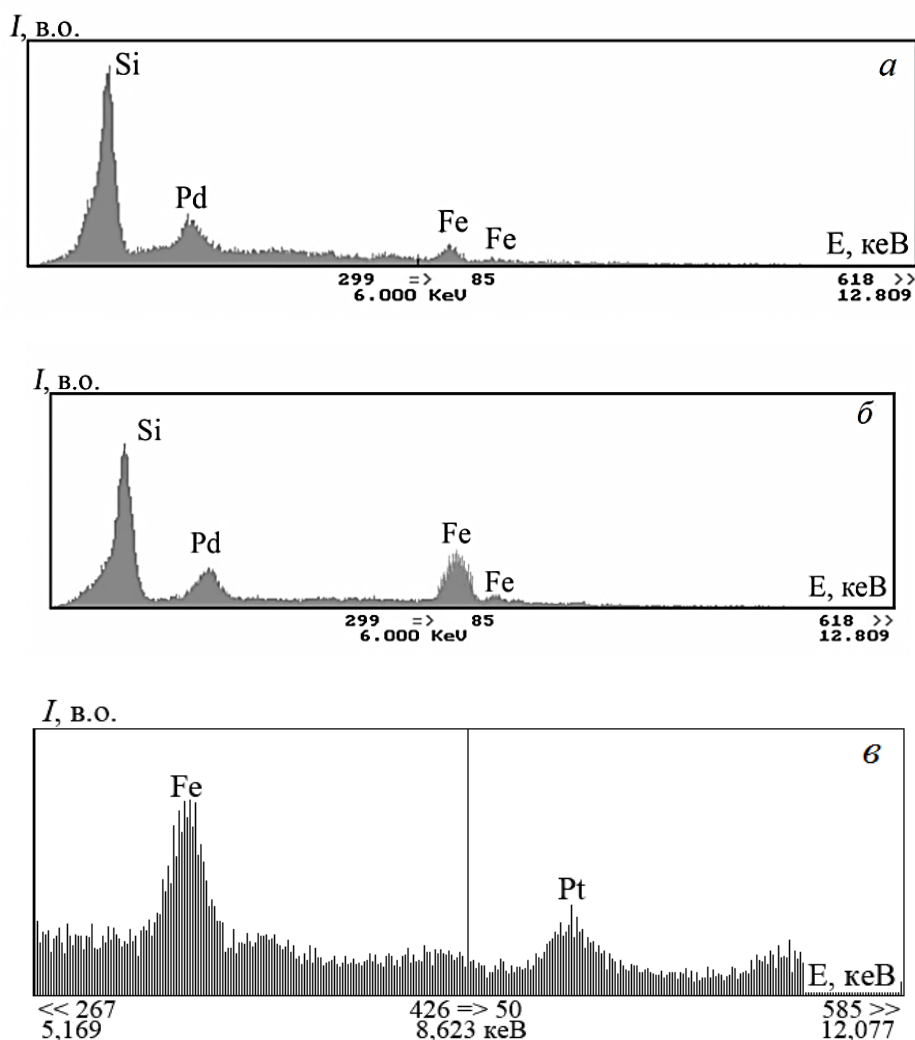 I, в.о.
а
Si
Pd
Fe
Fe
E, кеВ
299 => 85
618 >>
6.000 KeV
12.809
I, в.о.
б
Si
Pd
Fe
Fe
E, кеВ
299 => 85
618 >>
6.000 KeV
12.809
I, в.о.
в
Fe
Pt
E, кеВ
<< 267
426 => 50
585 >>
5,169
8,623 кеВ
12,077